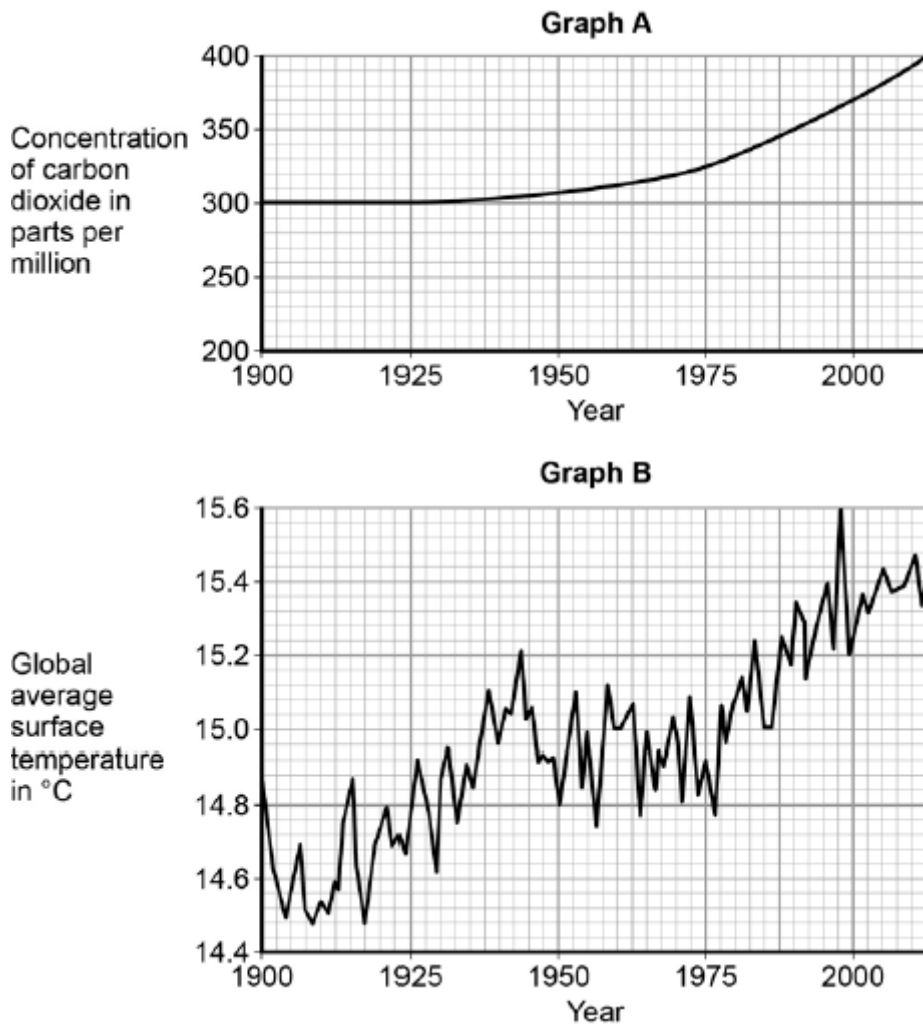 Graph A
400
350
300
250
200
Concentration
of carbon
dioxide in
parts per
million
1900 1925 1950 1975 2000
Year
Graph B
15.6
15.4
15.2
15.0
14.8
14.6
14.4
Global
average
surface
temperature
in °C
1900 1925 1950 1975 2000
Year